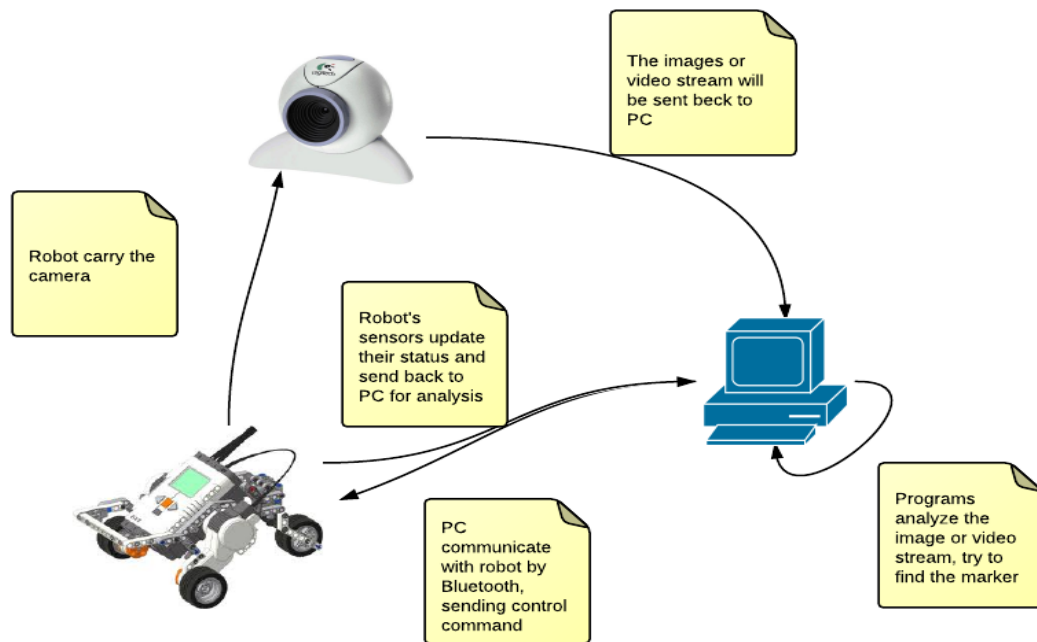 The images or
video stream will
be sent beck to
PC
Logitech
Robot carry the
camera
Robot's
sensors update
their status and
send back to
PC for analysis
PC
communicate
with robot by
Bluetooth,
sending control
command
Programs
analyze the
image or video
stream, try to
find the marker